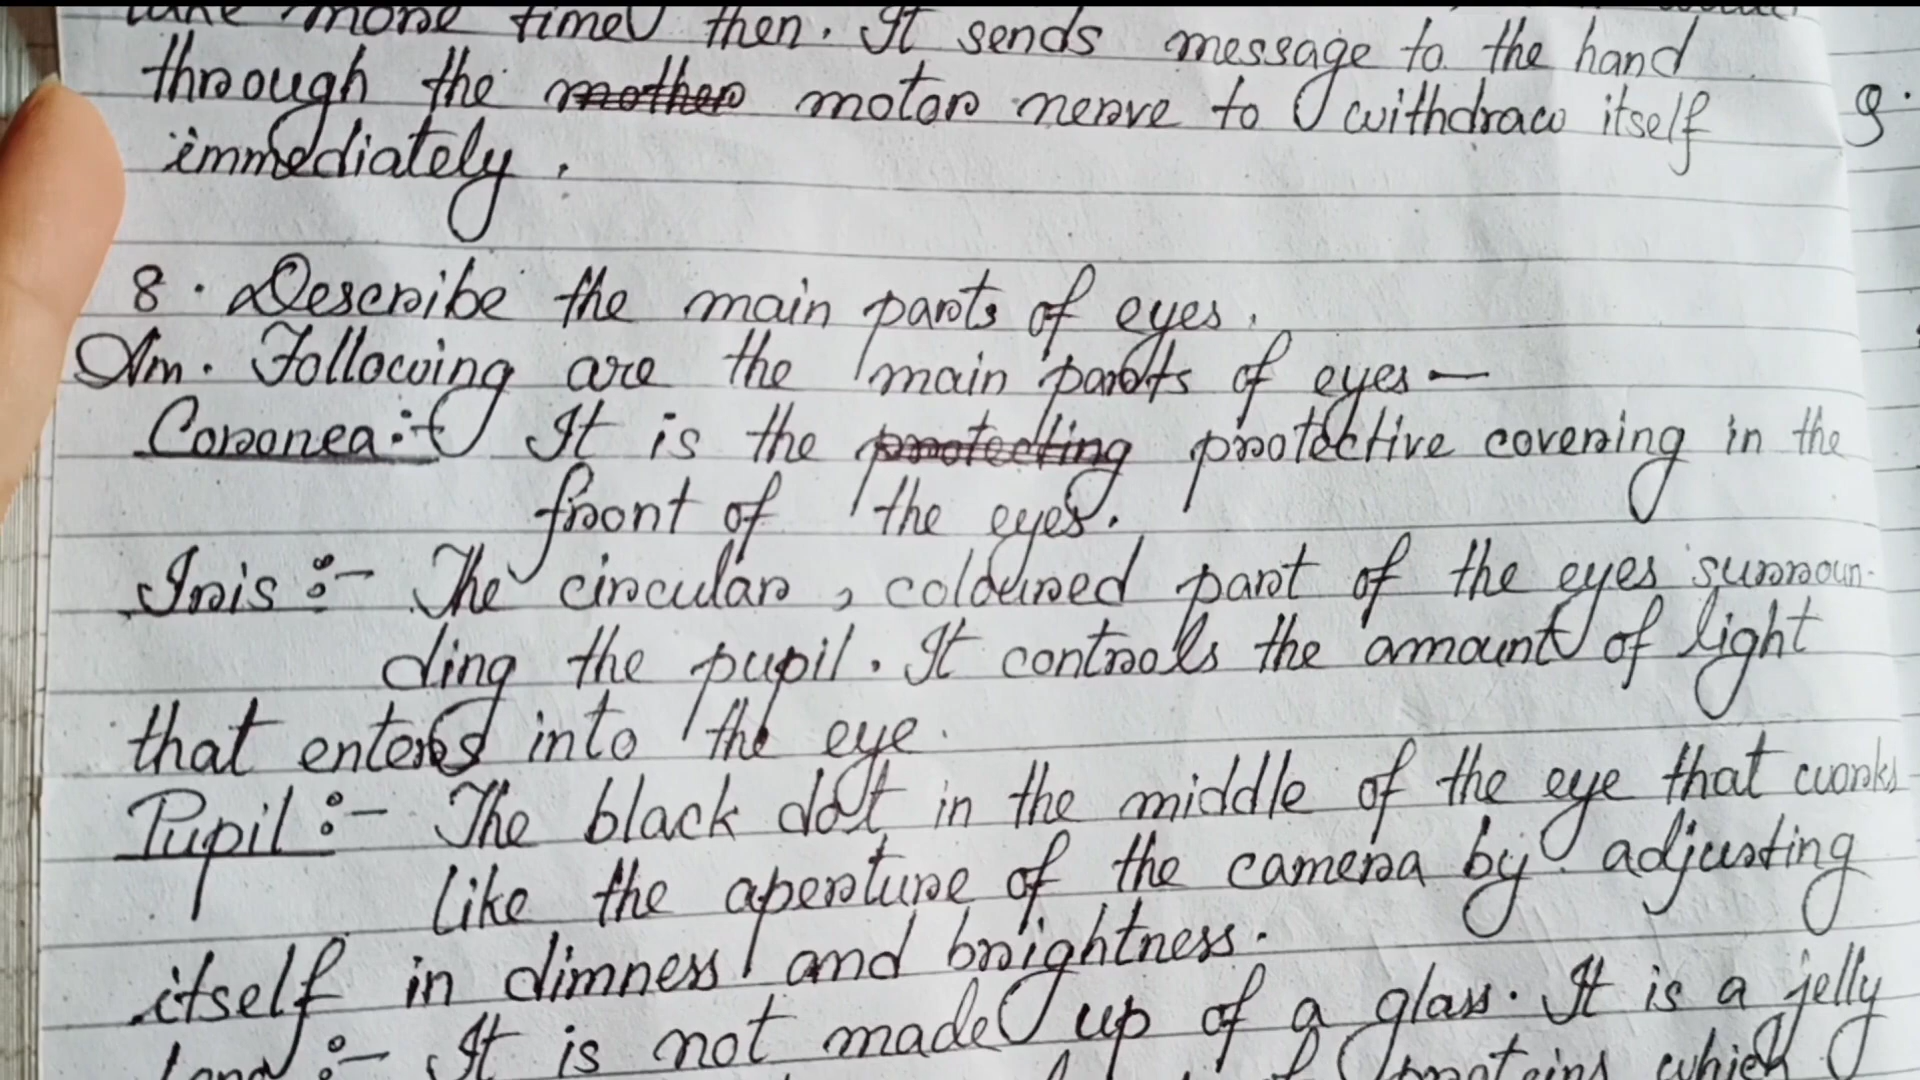 take more time then. It sends message to the hand
through the mother motor nerve to withdraw itself
immediately.
9.
8. Describe the main parts of eyes.
Ans. Following are the main parts of eyes —
Coronea :- It is the protecting protective covering in the
front of the eyes.
Iris :- The circular, coloured part of the eyes surroun-
ding the pupil. It controls the amount of light
that enters into the eye.
Pupil :- The black dot in the middle of the eye that works
like the aperture of the camera by adjusting
itself in dimness and brightness.
:- It is not made up of a glass. It is a jelly
of proteins which